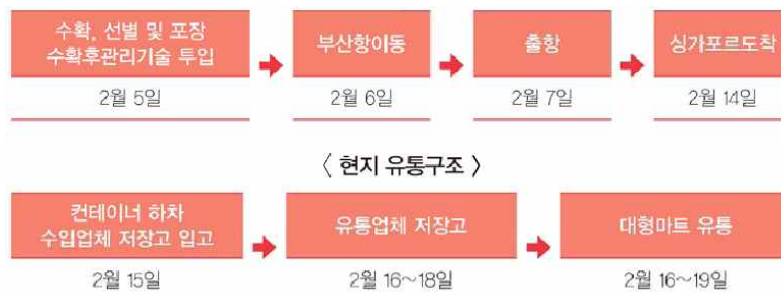 수확, 선별 및 포장
수확후관리기술 투입
부산항이동
출항
싱가포르도착
2월 5일
2월 6일
2월 7일
2월 14일
〈 현지 유통구조 〉
컨테이너 하차
수입업체 저장고 입고
유통업체 저장고
대형마트 유통
2월 15일
2월 16~18일
2월 16~19일